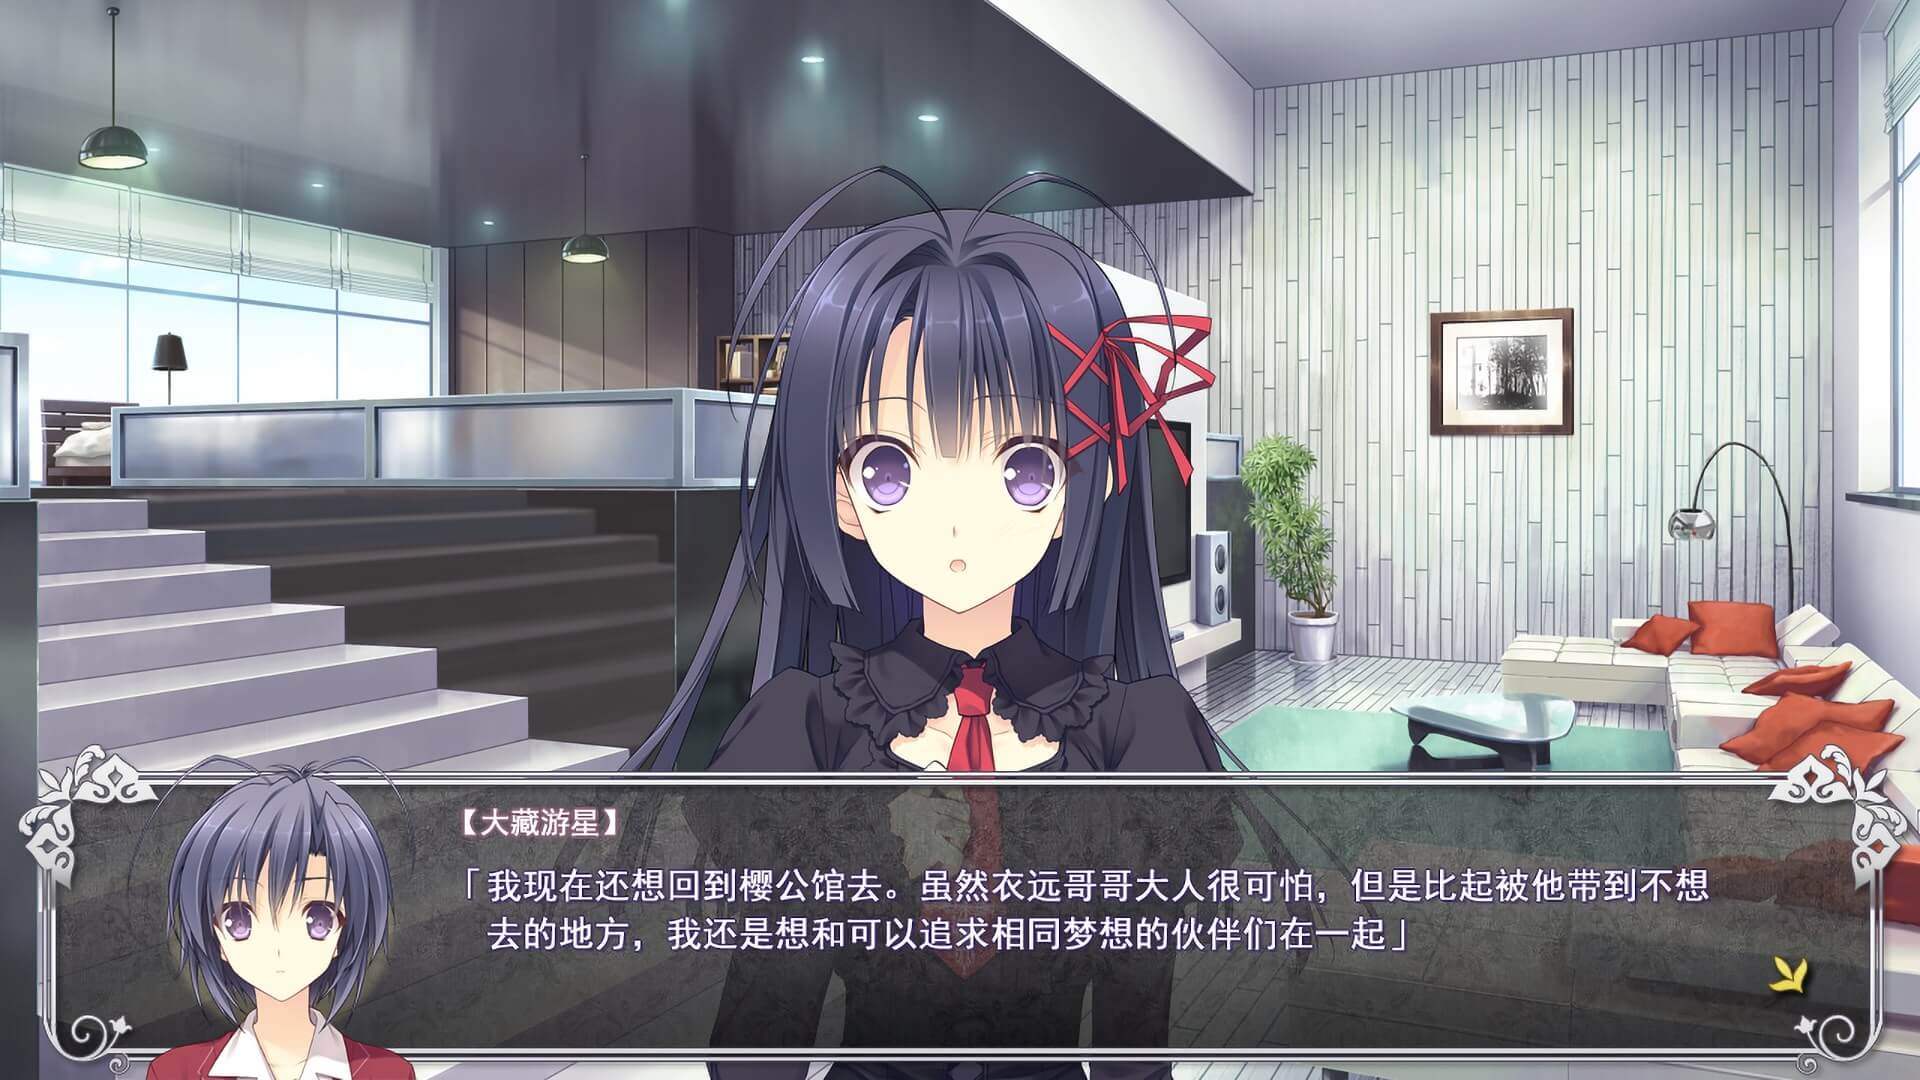 【大藏游星】
「我现在还想回到樱公馆去。虽然衣远哥哥大人很可怕，但是比起被他带到不想
去的地方，我还是想和可以追求相同梦想的伙伴们在一起」